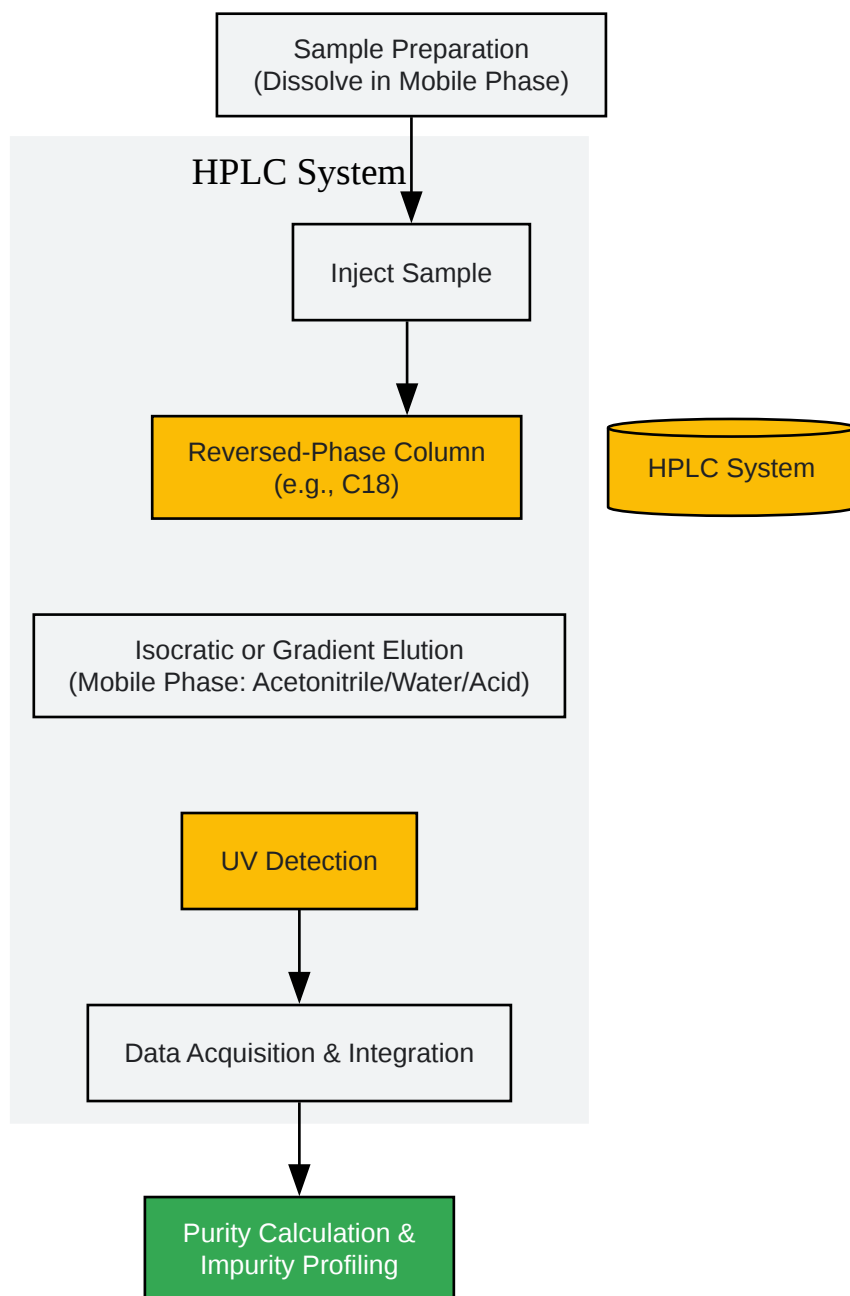 Sample Preparation
(Dissolve in Mobile Phase)
HPLC System
Inject Sample
Reversed-Phase Column
(e.g., C18)
HPLC System
Isocratic or Gradient Elution
(Mobile Phase: Acetonitrile/Water/Acid)
UV Detection
Data Acquisition & Integration
Purity Calculation &
Impurity Profiling